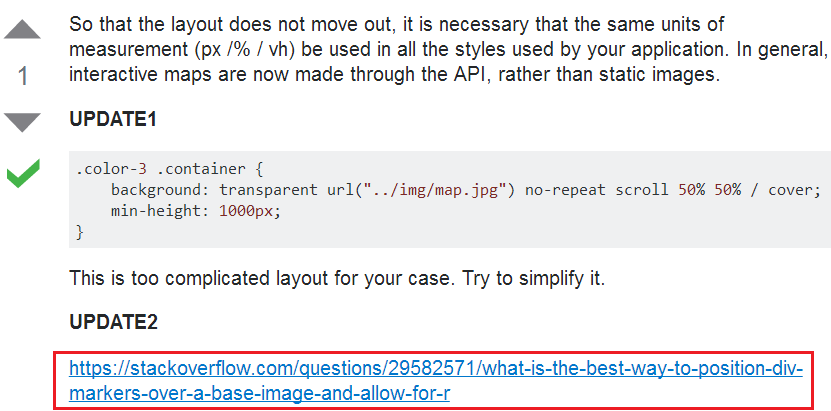 So that the layout does not move out, it is necessary that the same units of
measurement (px /% / vh) be used in all the styles used by your application. In general,
1
interactive maps are now made through the API, rather than static images.
UPDATE1
.color-3 .container {
    background: transparent url("../img/map.jpg") no-repeat scroll 50% 50% / cover;
    min-height: 1000px;
}
This is too complicated layout for your case. Try to simplify it.
UPDATE2
https://stackoverflow.com/questions/29582571/what-is-the-best-way-to-position-div-
markers-over-a-base-image-and-allow-for-r